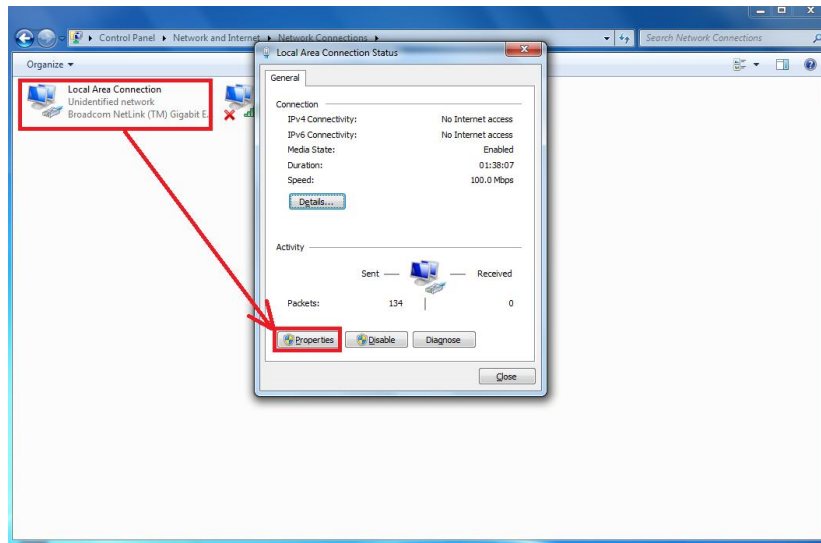 Control Panel ▸ Network and Internet ▸ Network Connections ▸
Search Network Connections
Organize
Local Area Connection
Unidentified network
Broadcom NetLink (TM) Gigabit E...
Local Area Connection Status
General
Connection
IPv4 Connectivity: No Internet access
IPv6 Connectivity: No Internet access
Media State: Enabled
Duration: 01:38:07
Speed: 100.0 Mbps
Details...
Activity
Sent — Received
Packets: 134 | 0
Properties Disable Diagnose
Close